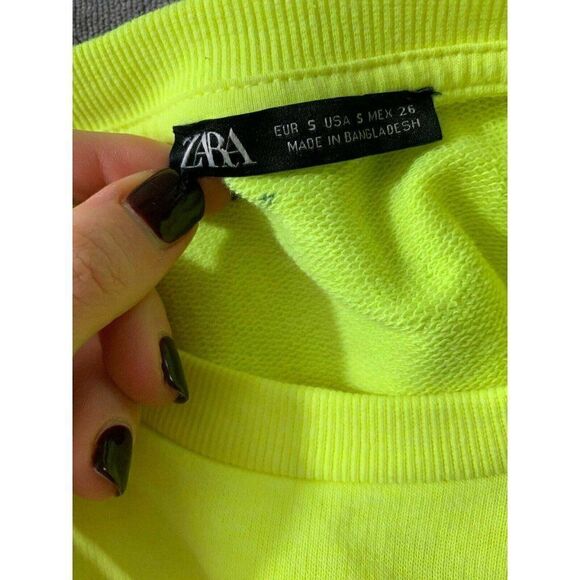 ZARA
EUR S USA S MEX 26
MADE IN BANGLADESH